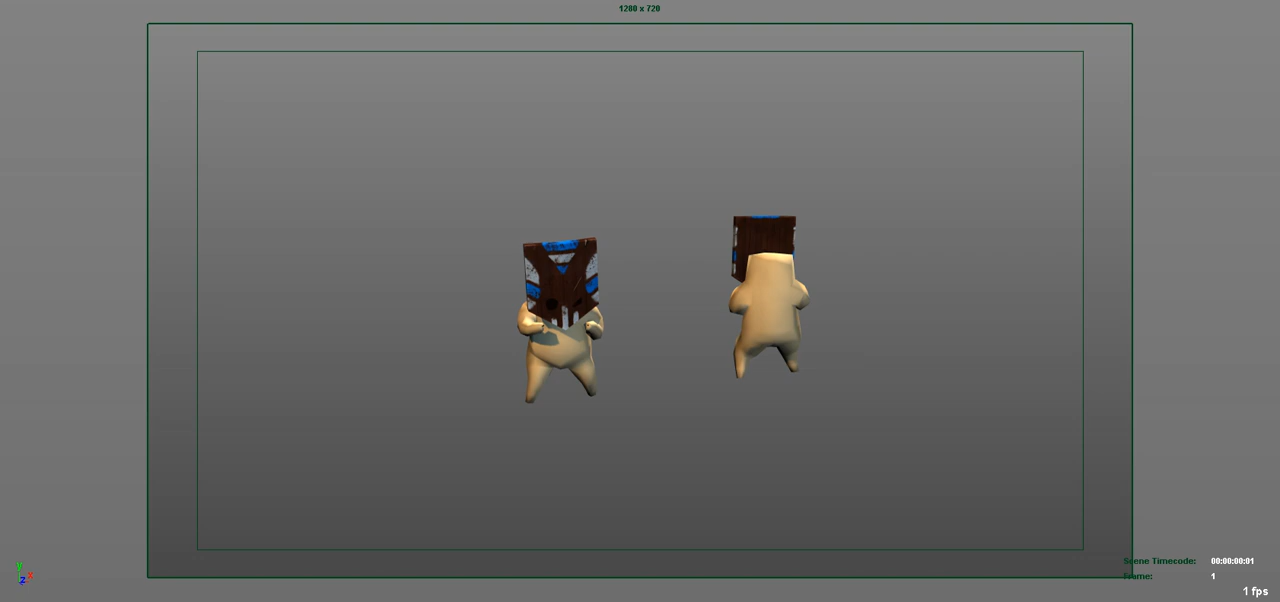 1280 x 720
Scene Timecode: 00:00:00:01
Frame: 1
1 fps
y
z x